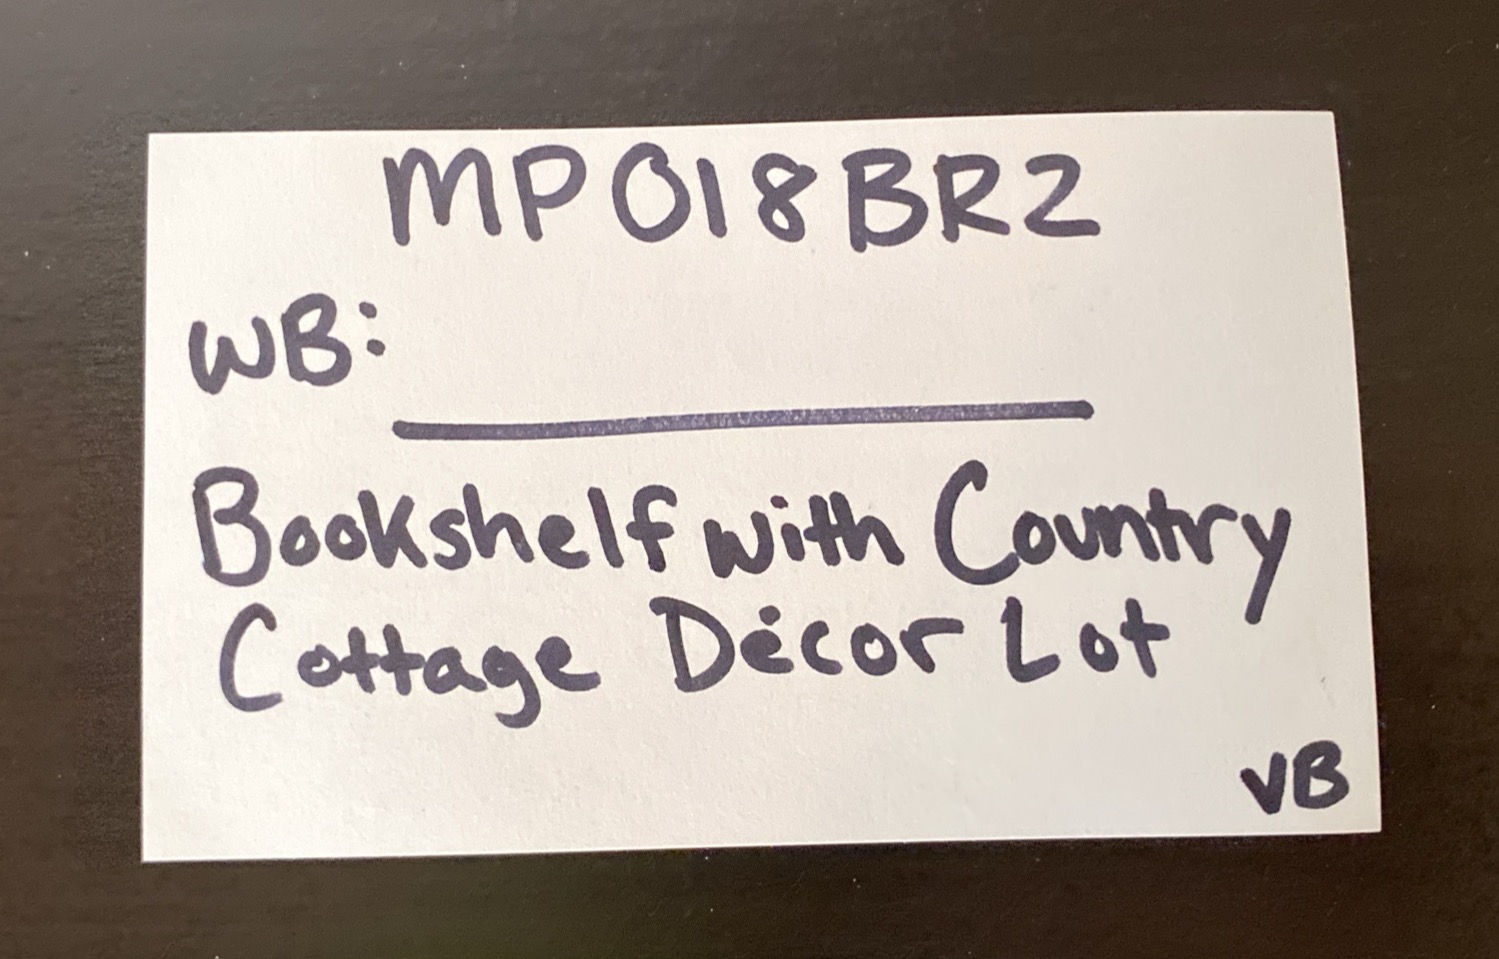 MP018BR2
WB:
Bookshelf with Country
Cottage Décor Lot
VB